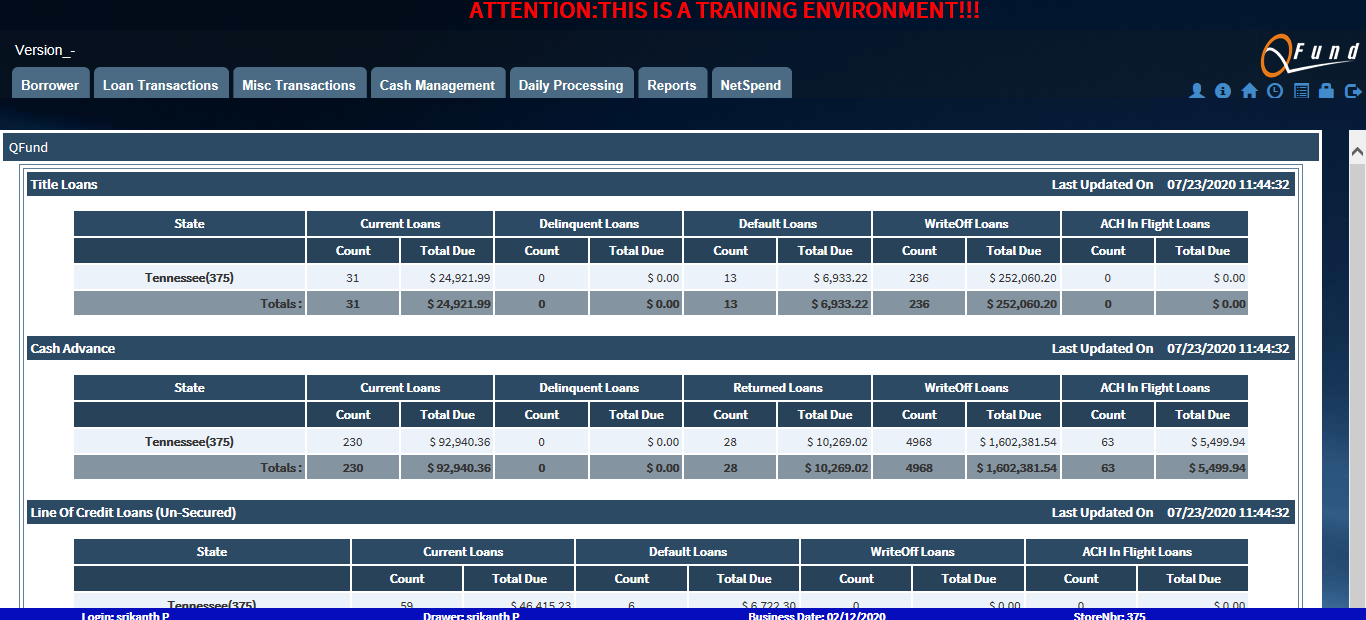 ATTENTION:THIS IS A TRAINING ENVIRONMENT!!!
Version_-
QFund
Borrower Loan Transactions Misc Transactions Cash Management Daily Processing Reports NetSpend
QFund
Title Loans Last Updated On 07/23/2020 11:44:32
State Current Loans Delinquent Loans Default Loans WriteOff Loans ACH In Flight Loans
Count Total Due Count Total Due Count Total Due Count Total Due Count Total Due
Tennessee(375) 31 $ 24,921.99 0 $ 0.00 13 $ 6,933.22 236 $ 252,060.20 0 $ 0.00
Totals : 31 $ 24,921.99 0 $ 0.00 13 $ 6,933.22 236 $ 252,060.20 0 $ 0.00
Cash Advance Last Updated On 07/23/2020 11:44:32
State Current Loans Delinquent Loans Returned Loans WriteOff Loans ACH In Flight Loans
Count Total Due Count Total Due Count Total Due Count Total Due Count Total Due
Tennessee(375) 230 $ 92,940.36 0 $ 0.00 28 $ 10,269.02 4968 $ 1,602,381.54 63 $ 5,499.94
Totals : 230 $ 92,940.36 0 $ 0.00 28 $ 10,269.02 4968 $ 1,602,381.54 63 $ 5,499.94
Line Of Credit Loans (Un-Secured) Last Updated On 07/23/2020 11:44:32
State Current Loans Default Loans WriteOff Loans ACH In Flight Loans
Count Total Due Count Total Due Count Total Due Count Total Due
Tennessee(375) 59 $ 46,415.23 6 $ 6,722.30 0 $ 0.00 0 $ 0.00
Login: srikanth P Drawer: srikanth P Business Date: 02/12/2020 StoreNbr: 375